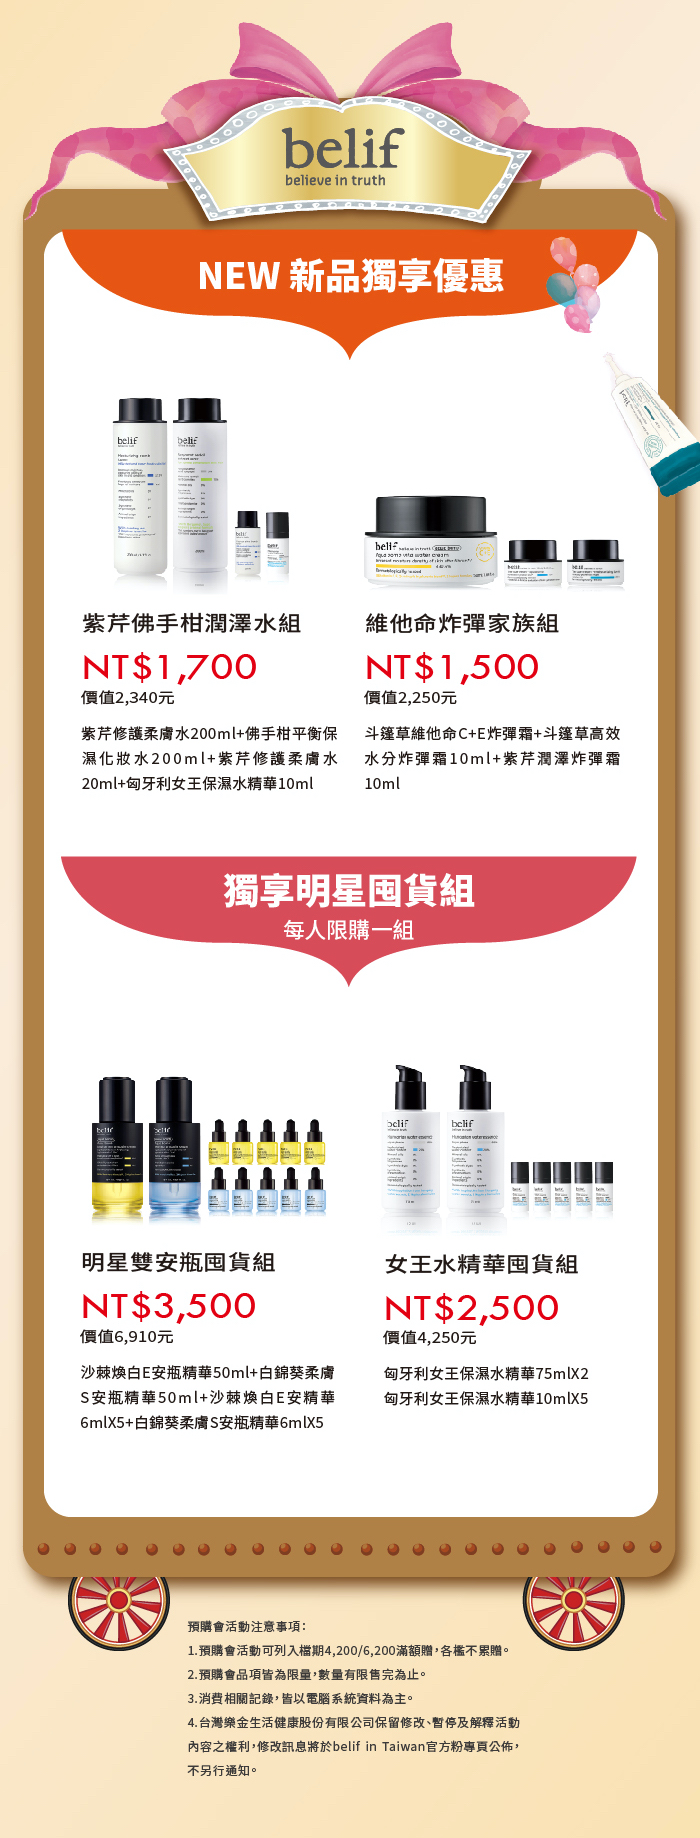 belif
believe in truth
NEW 新品獨享優惠
belif
belif
belif
belif
belif
belif
紫芹佛手柑潤澤水組
NT$1,700
價值2,340元
紫芹修護柔膚水200ml+佛手柑平衡保
濕化妝水200ml+紫芹修護柔膚水
20ml+匈牙利女王保濕水精華10ml
維他命炸彈家族組
NT$1,500
價值2,250元
斗篷草維他命C+E炸彈霜+斗篷草高效
水分炸彈霜10ml+紫芹潤澤炸彈霜
10ml
獨享明星囤貨組
每人限購一組
belif
belif
belif
belif
明星雙安瓶囤貨組
NT$3,500
價值6,910元
沙棘煥白E安瓶精華50ml+白錦葵柔膚
S安瓶精華50ml+沙棘煥白E安精華
6mlX5+白錦葵柔膚S安瓶精華6mlX5
女王水精華囤貨組
NT$2,500
價值4,250元
匈牙利女王保濕水精華75mlX2
匈牙利女王保濕水精華10mlX5
預購會活動注意事項：
1.預購會活動可列入檔期4,200/6,200滿額贈，各檻不累贈。
2.預購會品項皆為限量，數量有限售完為止。
3.消費相關記錄，皆以電腦系統資料為主。
4.台灣樂金生活健康股份有限公司保留修改、暫停及解釋活動
內容之權利，修改訊息將於belif in Taiwan官方粉專頁公佈，
不另行通知。